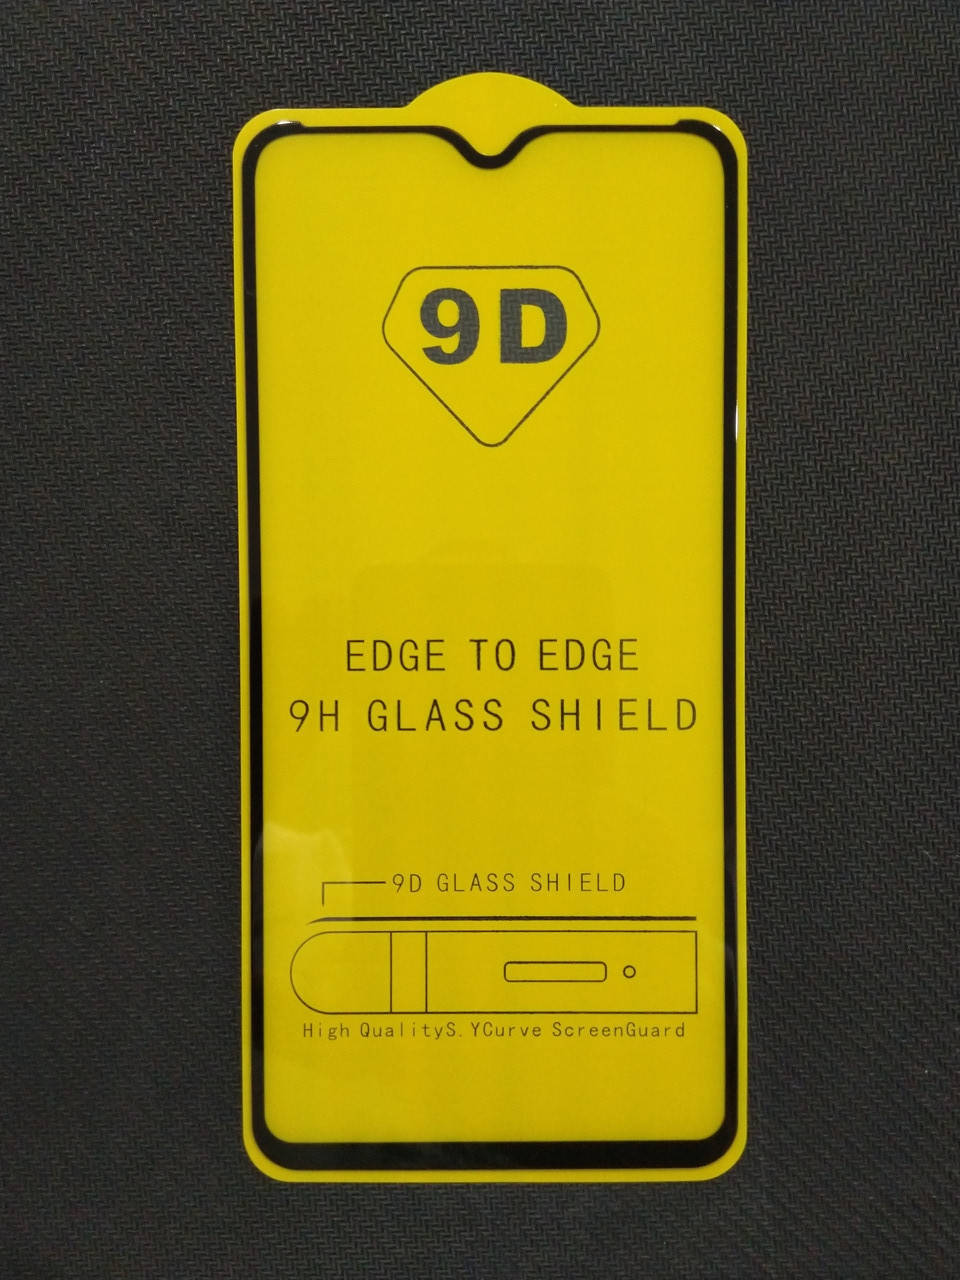 9D
EDGE TO EDGE
9H GLASS SHIELD
9D GLASS SHIELD
High QualityS. YCurve ScreenGuard